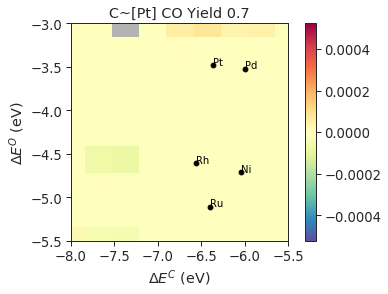 C~[Pt] CO Yield 0.7
−3.0
−3.5
−4.0
−4.5
−5.0
−5.5
ΔE^O (eV)
Pt
Pd
Rh
Ni
Ru
−8.0 −7.5 −7.0 −6.5 −6.0 −5.5
ΔE^C (eV)
0.0004
0.0002
0.0000
−0.0002
−0.0004